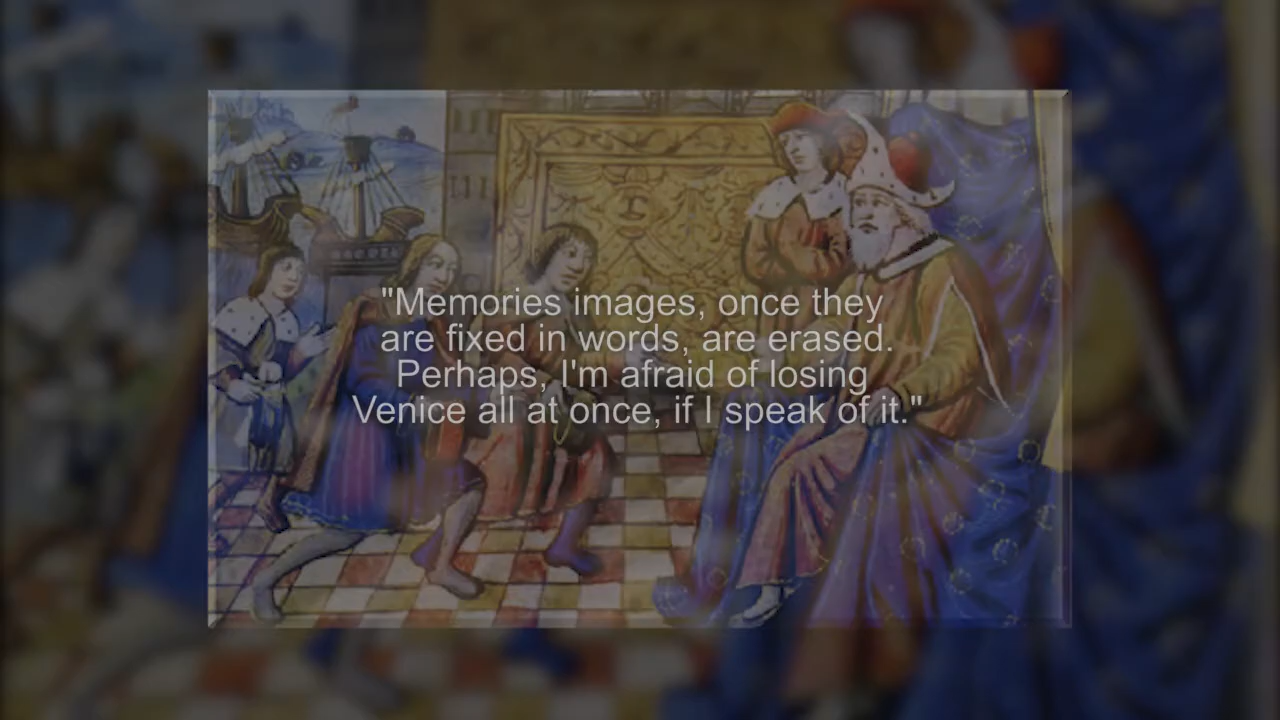 "Memories images, once they
are fixed in words, are erased.
Perhaps, I'm afraid of losing
Venice all at once, if I speak of it."